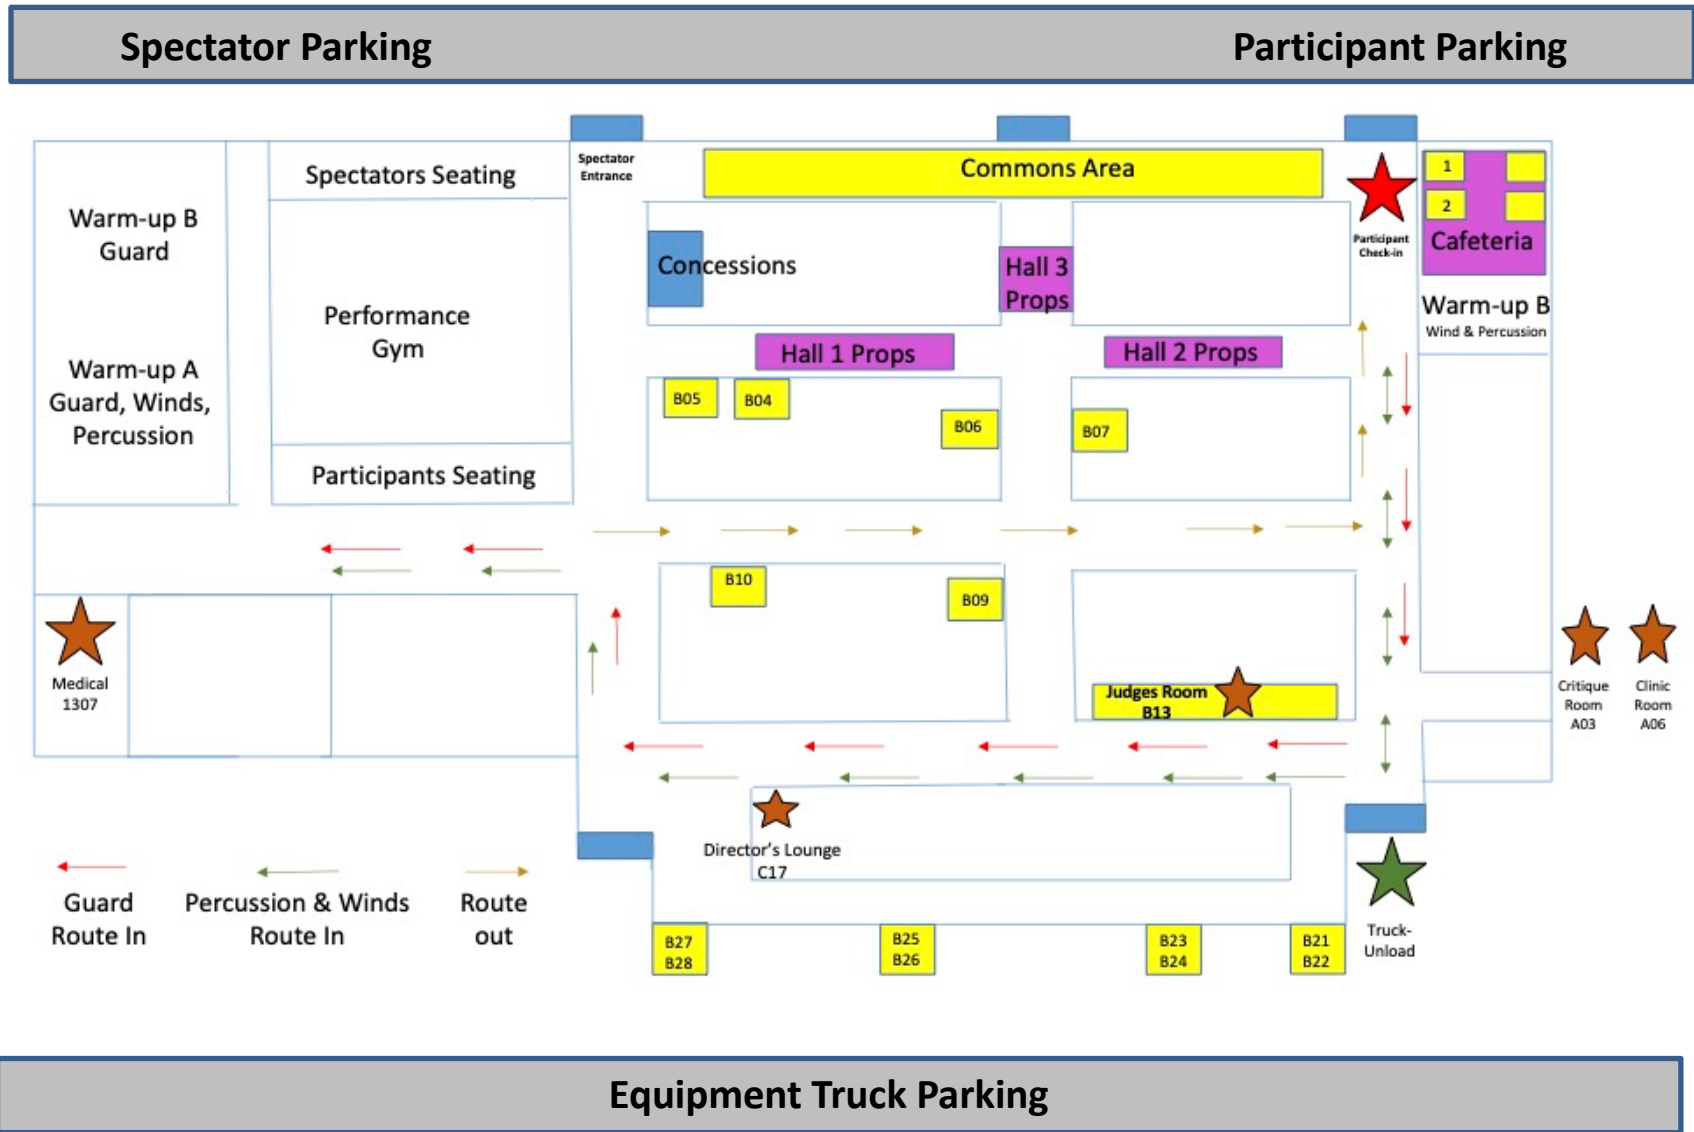 Spectator Parking
Participant Parking
Spectator
Entrance
Commons Area
Spectators Seating
1
2
Cafeteria
Participant
Check-in
Warm-up B
Guard
Concessions
Hall 3
Props
Warm-up B
Wind & Percussion
Performance
Gym
Hall 1 Props
Hall 2 Props
Warm-up A
Guard, Winds,
Percussion
B05
B04
B06
B07
Participants Seating
B10
B09
Medical
1307
Judges Room
B13
Critique
Room
A03
Clinic
Room
A06
Director's Lounge
C17
Guard
Route In
Percussion & Winds
Route In
Route
out
B27
B28
B25
B26
B23
B24
B21
B22
Truck-
Unload
Equipment Truck Parking